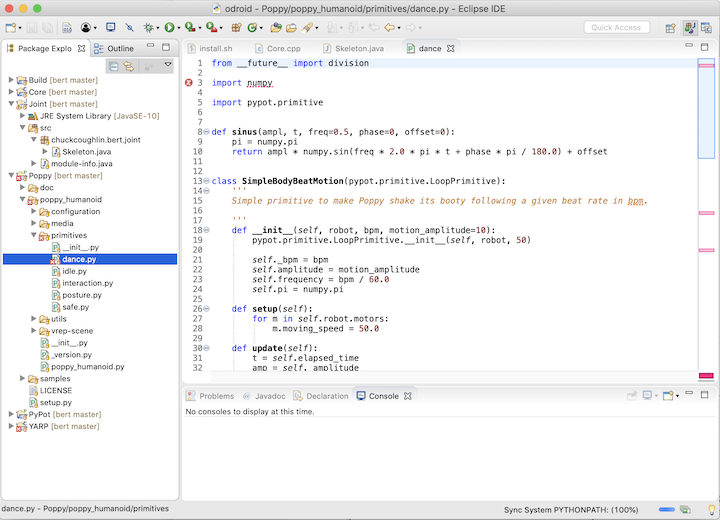 odroid - Poppy/poppy_humanoid/primitives/dance.py - Eclipse IDE
Quick Access
Package Explo
Outline
Build [bert master]
Core [bert master]
Joint [bert master]
JRE System Library [JavaSE-10]
src
chuckcoughlin.bert.joint
Skeleton.java
module-info.java
Poppy [bert master]
doc
poppy_humanoid
configuration
media
primitives
__init__.py
dance.py
idle.py
interaction.py
posture.py
safe.py
utils
vrep-scene
__init__.py
_version.py
poppy_humanoid.py
samples
LICENSE
setup.py
PyPot [bert master]
YARP [bert master]
install.sh
Core.cpp
Skeleton.java
dance
1 from __future__ import division
2
3 import numpy
4
5 import pypot.primitive
6
7
8 def sinus(ampl, t, freq=0.5, phase=0, offset=0):
9 pi = numpy.pi
10 return ampl * numpy.sin(freq * 2.0 * pi * t + phase * pi / 180.0) + offset
11
12
13 class SimpleBodyBeatMotion(pypot.primitive.LoopPrimitive):
14 '''
15 Simple primitive to make Poppy shake its booty following a given beat rate in bpm.
16
17 '''
18 def __init__(self, robot, bpm, motion_amplitude=10):
19 pypot.primitive.LoopPrimitive.__init__(self, robot, 50)
20
21 self._bpm = bpm
22 self.amplitude = motion_amplitude
23 self.frequency = bpm / 60.0
24 self.pi = numpy.pi
25
26 def setup(self):
27 for m in self.robot.motors:
28 m.moving_speed = 50.0
29
30 def update(self):
31 t = self.elapsed_time
32 amp = self._amplitude
Problems
Javadoc
Declaration
Console
No consoles to display at this time.
dance.py - Poppy/poppy_humanoid/primitives
Sync System PYTHONPATH: (100%)